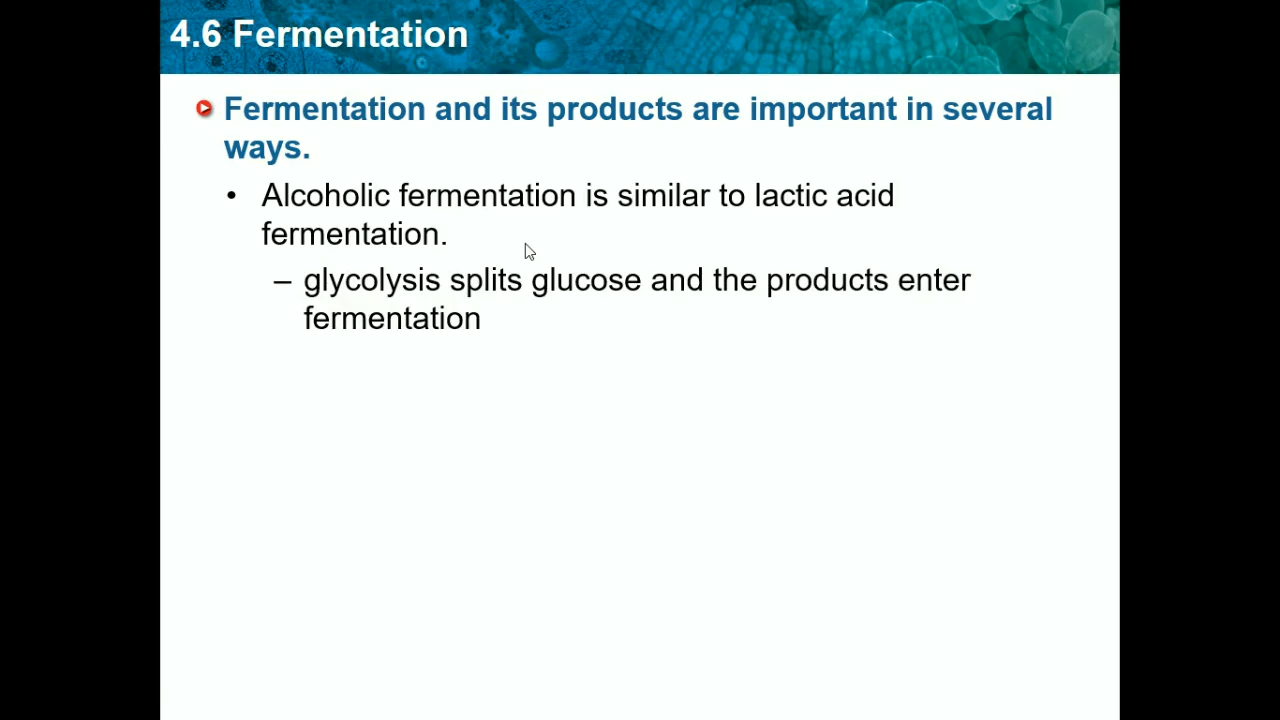 4.6 Fermentation
Fermentation and its products are important in several
ways.
• Alcoholic fermentation is similar to lactic acid
fermentation.
– glycolysis splits glucose and the products enter
fermentation